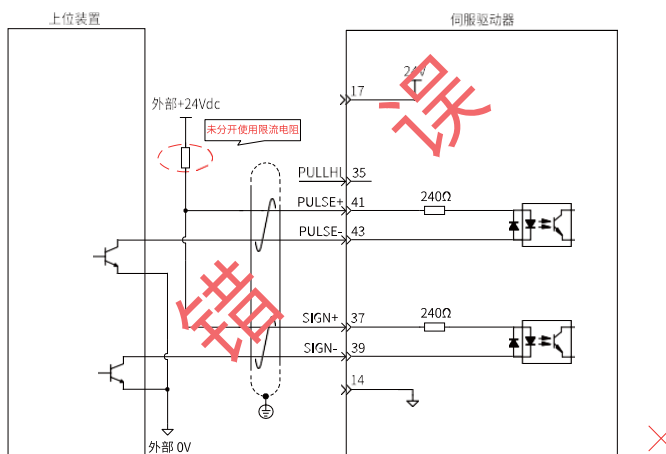 上位装置
伺服驱动器
24V
17
外部+24Vdc
未分开使用限流电阻
误
PULLHI 35
PULSE+ 41
240Ω
PULSE- 43
错
SIGN+ 37
240Ω
SIGN- 39
14
外部 0V